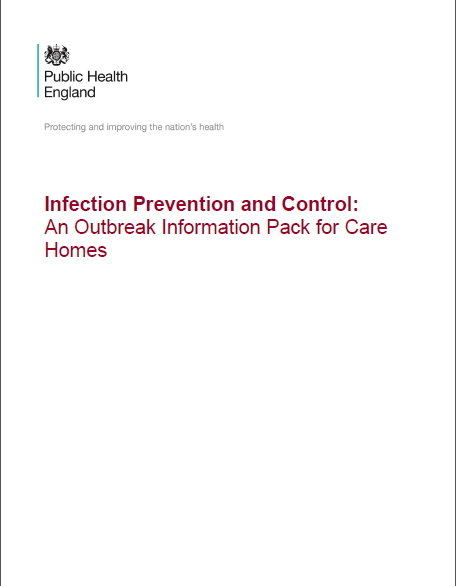 Public Health
England
Protecting and improving the nation's health
Infection Prevention and Control:
An Outbreak Information Pack for Care
Homes